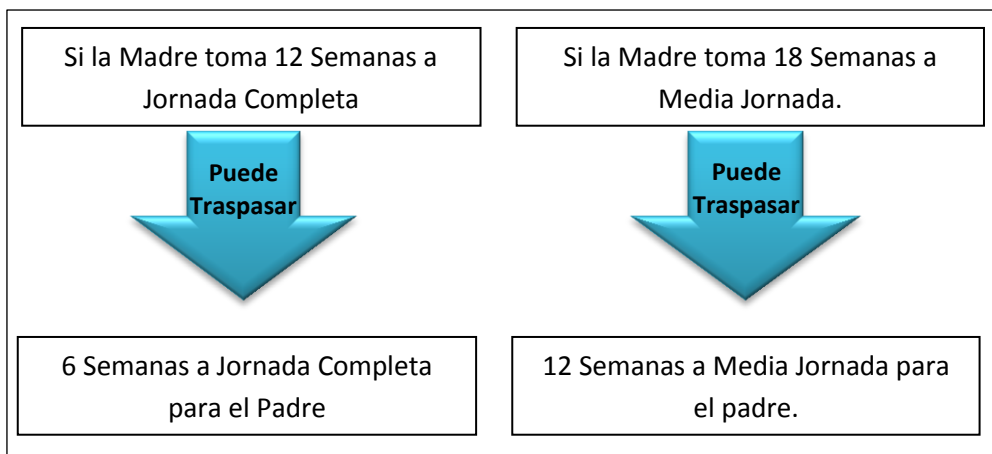 Si la Madre toma 12 Semanas a
Jornada Completa
Puede
Traspasar
6 Semanas a Jornada Completa
para el Padre
Si la Madre toma 18 Semanas a
Media Jornada.
Puede
Traspasar
12 Semanas a Media Jornada para
el padre.